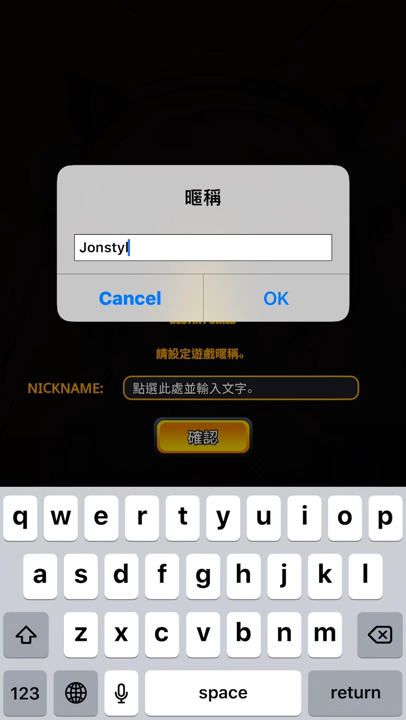 暱稱
Jonstyl
Cancel
OK
請設定遊戲暱稱。
NICKNAME:
點選此處並輸入文字。
確認
q w e r t y u i o p
a s d f g h j k l
z x c v b n m
123
space
return